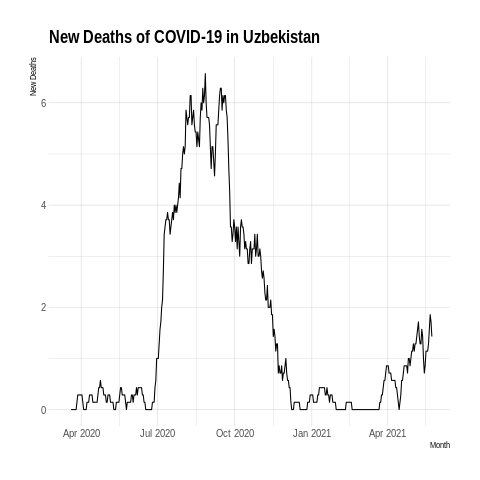 New Deaths of COVID-19 in Uzbekistan
New Deaths
6
4
2
0
Apr 2020 Jul 2020 Oct 2020 Jan 2021 Apr 2021
Month